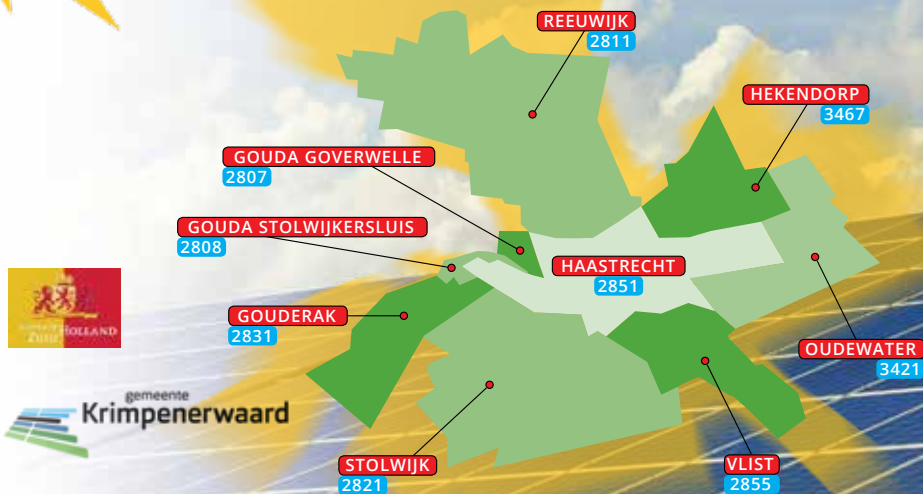 REEUWIJK
2811
HEKENDORP
3467
GOUDA GOVERWELLE
2807
GOUDA STOLWIJKERSLUIS
2808
HAASTRECHT
2851
GOUDERAK
2831
HOLLAND
OUDEWATER
3421
gemeente
Krimpenerwaard
STOLWIJK
2821
VLIST
2855